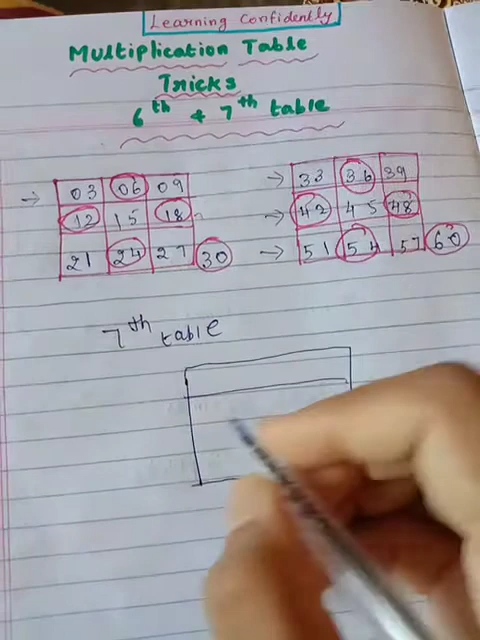 Learning Confidently
Multiplication Table
Tricks
6th & 7th table
→ 03 06 09
12 15 18
21 24 27 30
→ 33 36 39
→ 42 45 48
→ 51 54 57 60
7th table